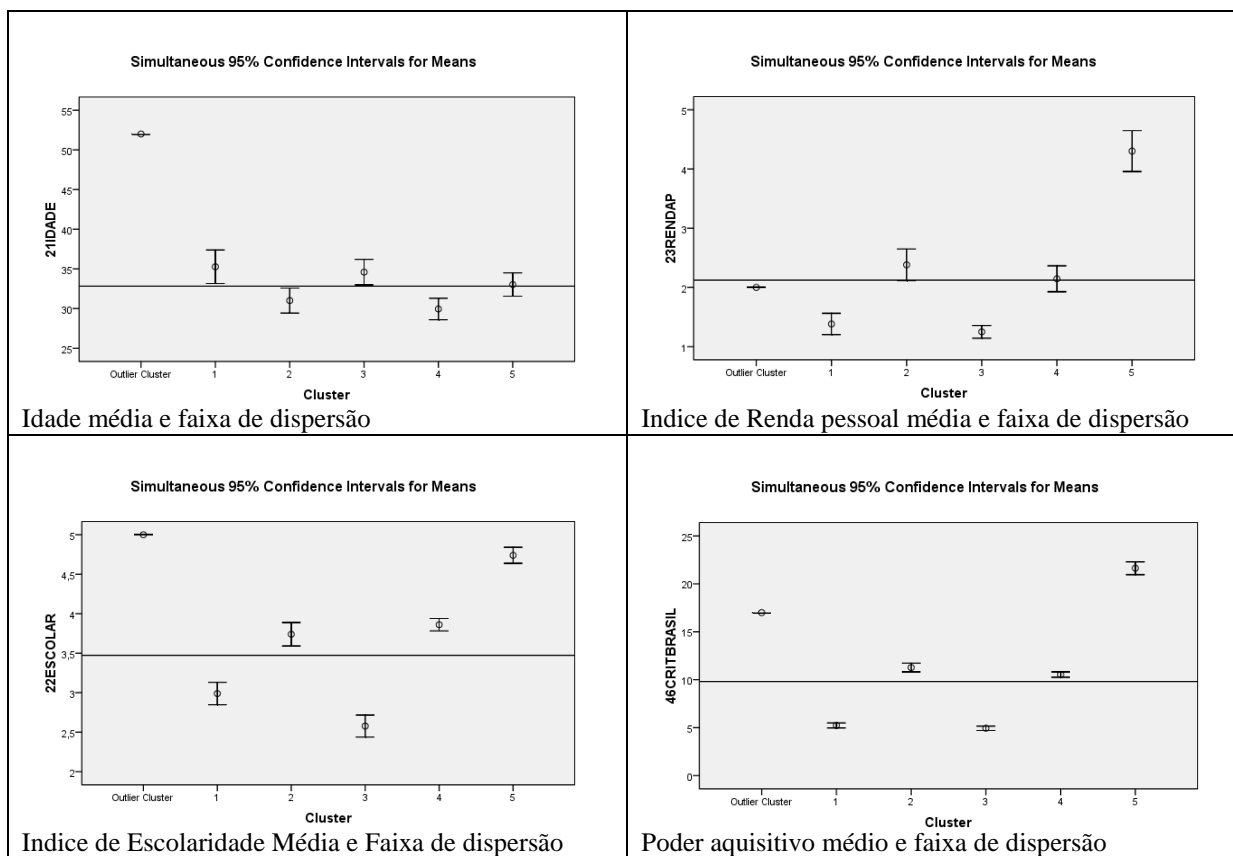 Simultaneous 95% Confidence Intervals for Means
21IDADE
55
50
45
40
35
30
25
Outlier Cluster 1 2 3 4 5
Cluster
Idade média e faixa de dispersão
Simultaneous 95% Confidence Intervals for Means
23RENDAP
5
4
3
2
1
Outlier Cluster 1 2 3 4 5
Cluster
Indice de Renda pessoal média e faixa de dispersão
Simultaneous 95% Confidence Intervals for Means
22ESCOLAR
5
4,5
4
3,5
3
2,5
2
Outlier Cluster 1 2 3 4 5
Cluster
Indice de Escolaridade Média e Faixa de dispersão
Simultaneous 95% Confidence Intervals for Means
46CRITBRASIL
25
20
15
10
5
0
Outlier Cluster 1 2 3 4 5
Cluster
Poder aquisitivo médio e faixa de dispersão